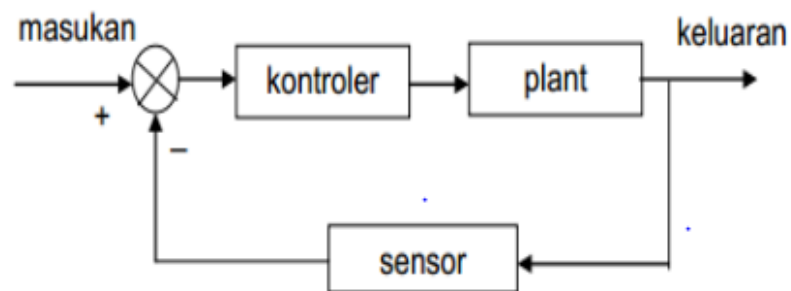 masukan
keluaran
kontroler
plant
+
–
sensor